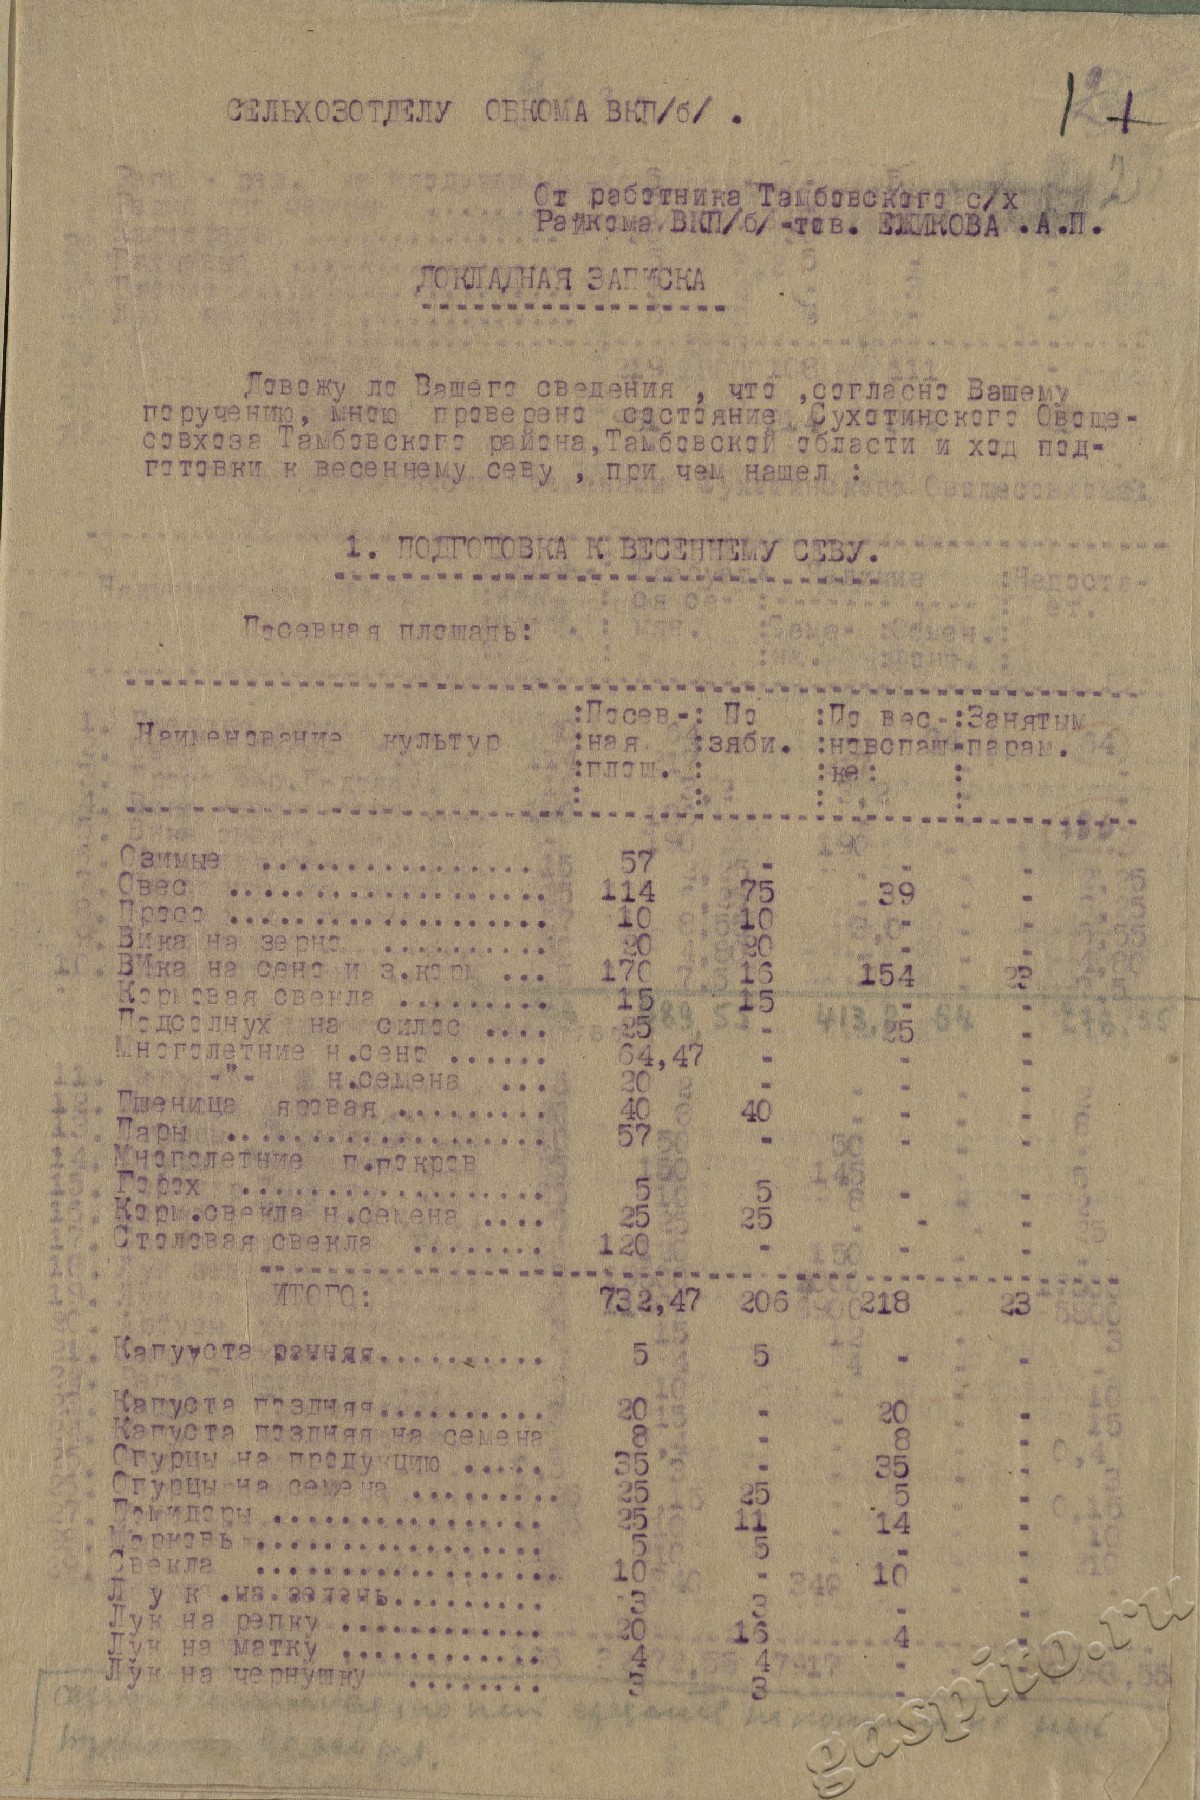 СЕЛЬХОЗОТДЕЛУ ОБКОМА ВКП/б/ .
От работника Тамбовского с/х
Райкома ВКП/б/-тов. ЕЖИКОВА .А.П.
ДОКЛАДНАЯ ЗАПИСКА
Довожу до Вашего сведения , что ,согласно Вашему
поручению, мною проверено состояние Сухотинского Овоще-
совхоза Тамбовского района,Тамбовской области и ход под-
готовки к весеннему севу , при чем нашел :
1. ПОДГОТОВКА К ВЕСЕННЕМУ СЕВУ.
Посевная площадь:
:Посев-: По :По вес-:Занятым
Наименование культур :ная :зяби. :новспаш-парам.
:площ. : :ке: :
Озимые ................ 57 - - -
Овес ................... 114 75 39 -
Просо ................... 10 10 - -
Вика на зерно .......... 20 20 - -
ВИка на сено и з.корм ... 170 16 154 23
Кормовая свекла ......... 15 15 - -
Подсолнух на силос .... 25 - 25 -
Многолетние н.сено ...... 64,47 - - -
-"- н.семена ... 20 - - -
Пшеница яровая ......... 40 40 - -
Пары ................... 57 - - -
Многолетние п.покров
Горох .................. 5 5 - -
Корм.свекла н.семена .... 25 25 - -
Столовая свекла ........ 120 - - -
ИТОГО: 732,47 206 218 23
Капууста ранняя.......... 5 5 - -
Капуста поздняя.......... 20 - 20 -
Капуста поздняя на семена 8 - 8 -
Огурцы на продукцию ..... 35 - 35 -
Огурцы на семена ......... 25 25 5 -
Помидоры ................ 25 11 14 -
Морковь ................. 5 5 - -
Свекла .................. 10 - 10 -
Л у к .на зелень......... 3 3 - -
Лук на репку ............ 20 16 4 -
Лук на матку ............ 4 4 - -
Лук на чернушку ........ 3 3 - -
gaspito.ru